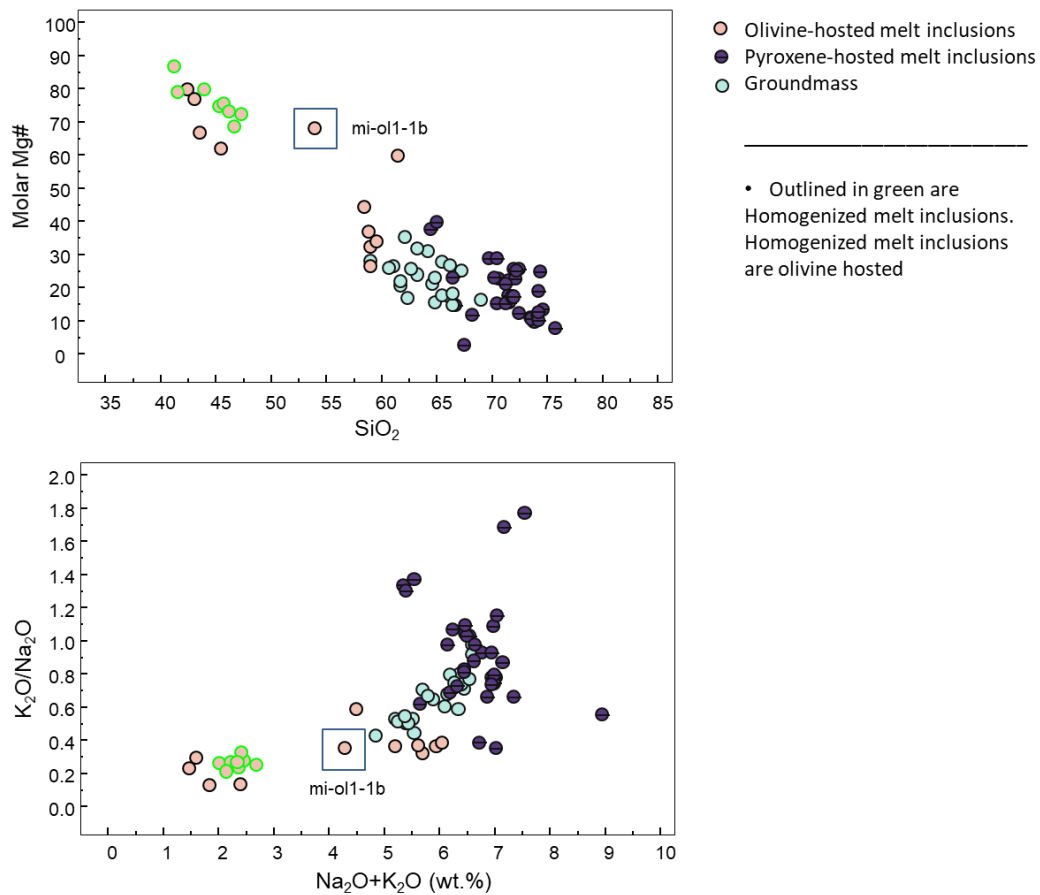 100
90
80
70
60
50
40
30
20
10
0
Molar Mg#
mi-ol1-1b
35 40 45 50 55 60 65 70 75 80 85
SiO₂
Olivine-hosted melt inclusions
Pyroxene-hosted melt inclusions
Groundmass
• Outlined in green are
Homogenized melt inclusions.
Homogenized melt inclusions
are olivine hosted
2.0
1.8
1.6
1.4
1.2
1.0
0.8
0.6
0.4
0.2
0.0
K₂O/Na₂O
mi-ol1-1b
0 1 2 3 4 5 6 7 8 9 10
Na₂O+K₂O (wt.%)